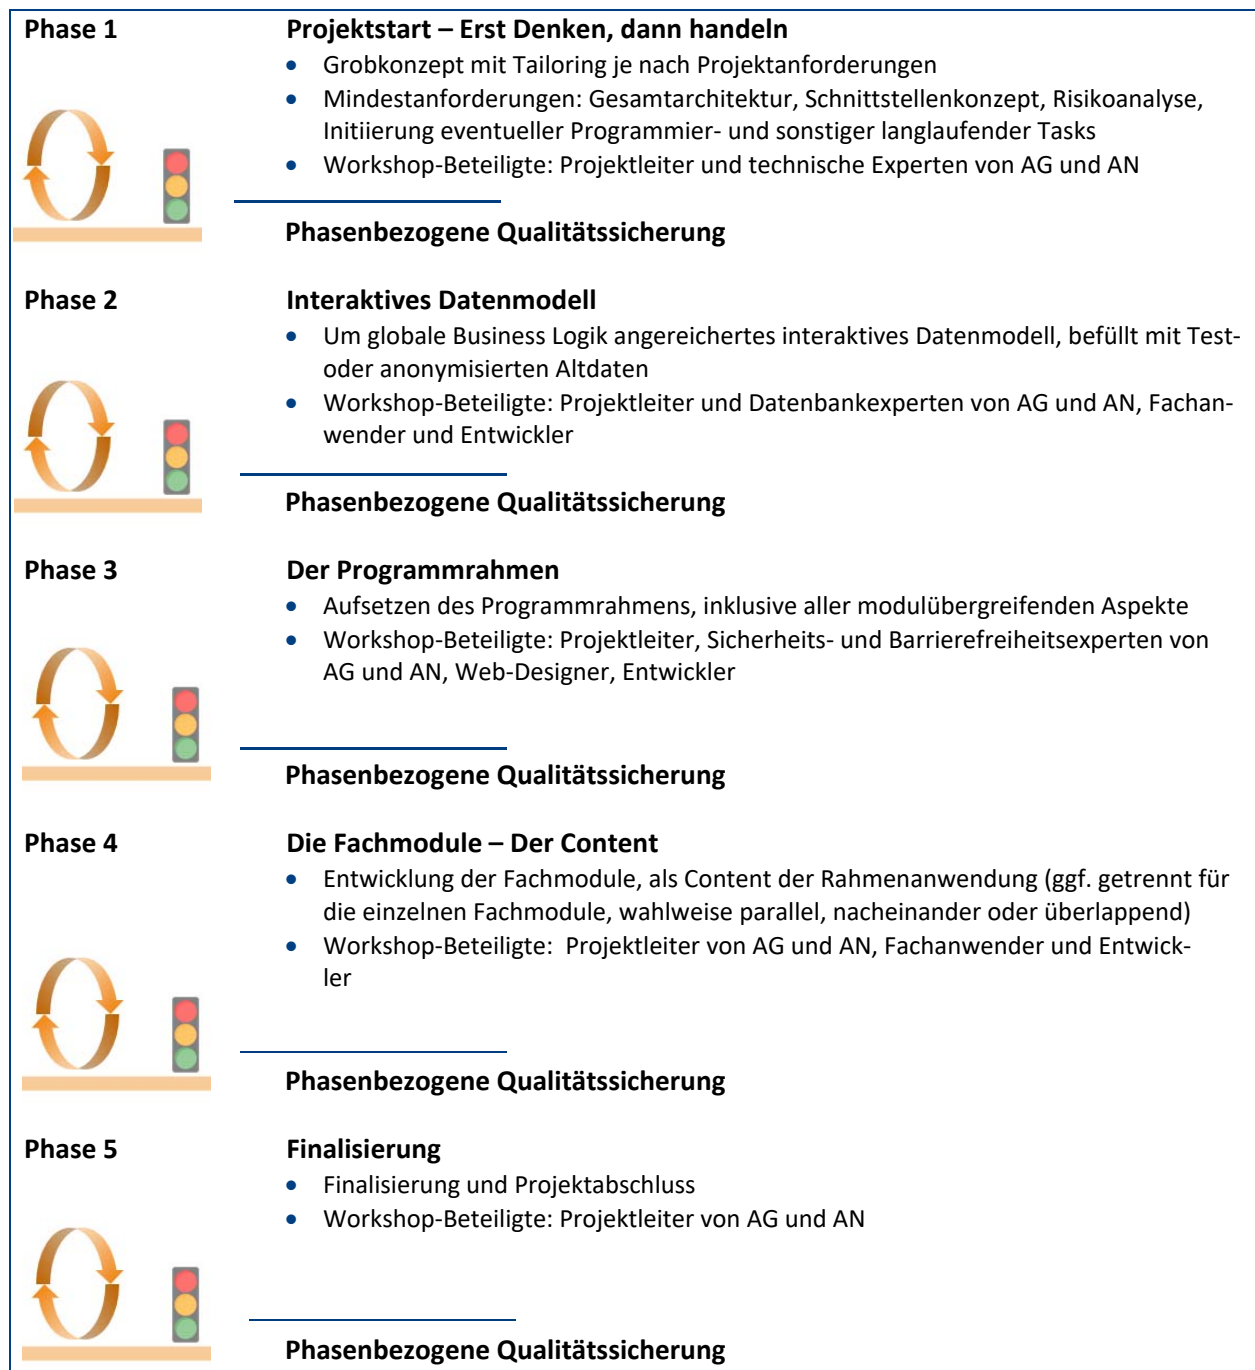 Phase 1 Projektstart – Erst Denken, dann handeln
• Grobkonzept mit Tailoring je nach Projektanforderungen
• Mindestanforderungen: Gesamtarchitektur, Schnittstellenkonzept, Risikoanalyse,
Initiierung eventueller Programmier- und sonstiger langlaufender Tasks
• Workshop-Beteiligte: Projektleiter und technische Experten von AG und AN
Phasenbezogene Qualitätssicherung
Phase 2 Interaktives Datenmodell
• Um globale Business Logik angereichertes interaktives Datenmodell, befüllt mit Test-
oder anonymisierten Altdaten
• Workshop-Beteiligte: Projektleiter und Datenbankexperten von AG und AN, Fachan-
wender und Entwickler
Phasenbezogene Qualitätssicherung
Phase 3 Der Programmrahmen
• Aufsetzen des Programmrahmens, inklusive aller modulübergreifenden Aspekte
• Workshop-Beteiligte: Projektleiter, Sicherheits- und Barrierefreiheitsexperten von
AG und AN, Web-Designer, Entwickler
Phasenbezogene Qualitätssicherung
Phase 4 Die Fachmodule – Der Content
• Entwicklung der Fachmodule, als Content der Rahmenanwendung (ggf. getrennt für
die einzelnen Fachmodule, wahlweise parallel, nacheinander oder überlappend)
• Workshop-Beteiligte: Projektleiter von AG und AN, Fachanwender und Entwick-
ler
Phasenbezogene Qualitätssicherung
Phase 5 Finalisierung
• Finalisierung und Projektabschluss
• Workshop-Beteiligte: Projektleiter von AG und AN
Phasenbezogene Qualitätssicherung